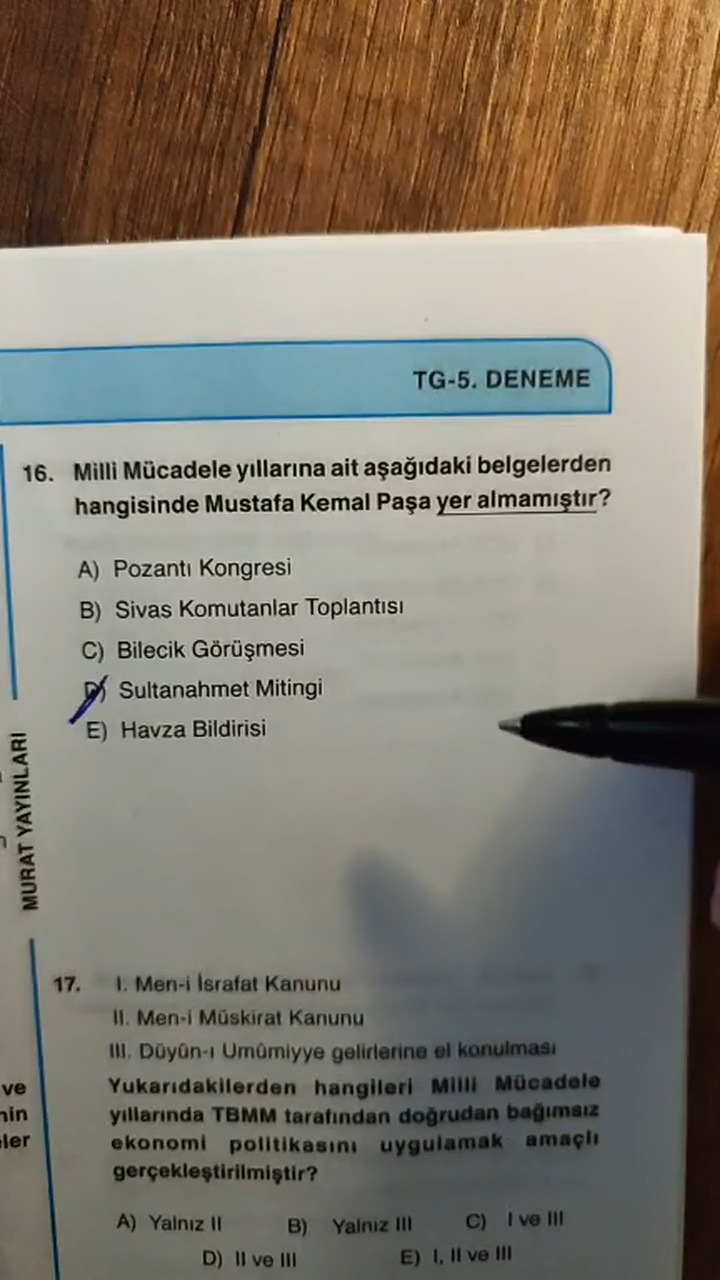 TG-5. DENEME
16. Milli Mücadele yıllarına ait aşağıdaki belgelerden
hangisinde Mustafa Kemal Paşa yer almamıştır?
A) Pozantı Kongresi
B) Sivas Komutanlar Toplantısı
C) Bilecik Görüşmesi
D) Sultanahmet Mitingi
E) Havza Bildirisi
MURAT YAYINLARI
17. I. Men-i İsrafat Kanunu
II. Men-i Müskirat Kanunu
III. Düyûn-ı Umûmiyye gelirlerine el konulması
Yukarıdakilerden hangileri Milli Mücadele
yıllarında TBMM tarafından doğrudan bağımsız
ekonomi politikasını uygulamak amaçlı
gerçekleştirilmiştir?
A) Yalnız II B) Yalnız III C) I ve III
D) II ve III E) I, II ve III
ve